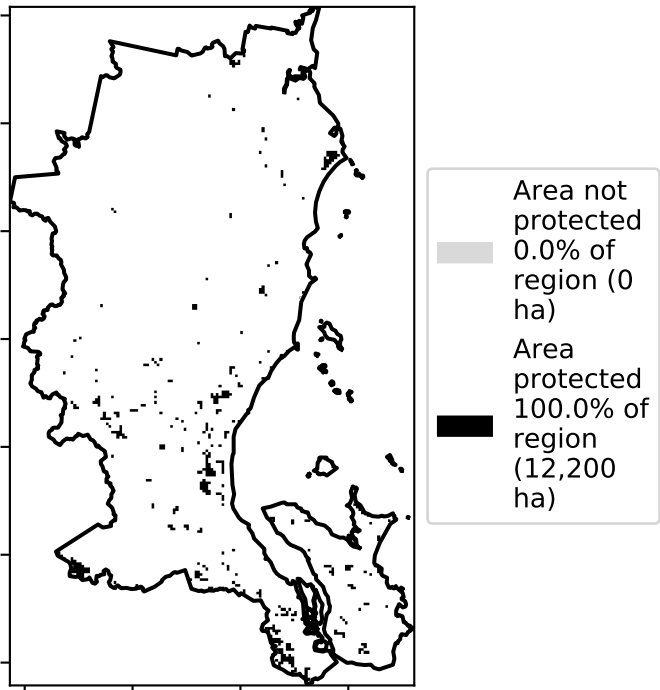 Area not
protected
0.0% of
region (0
ha)
Area
protected
100.0% of
region
(12,200
ha)